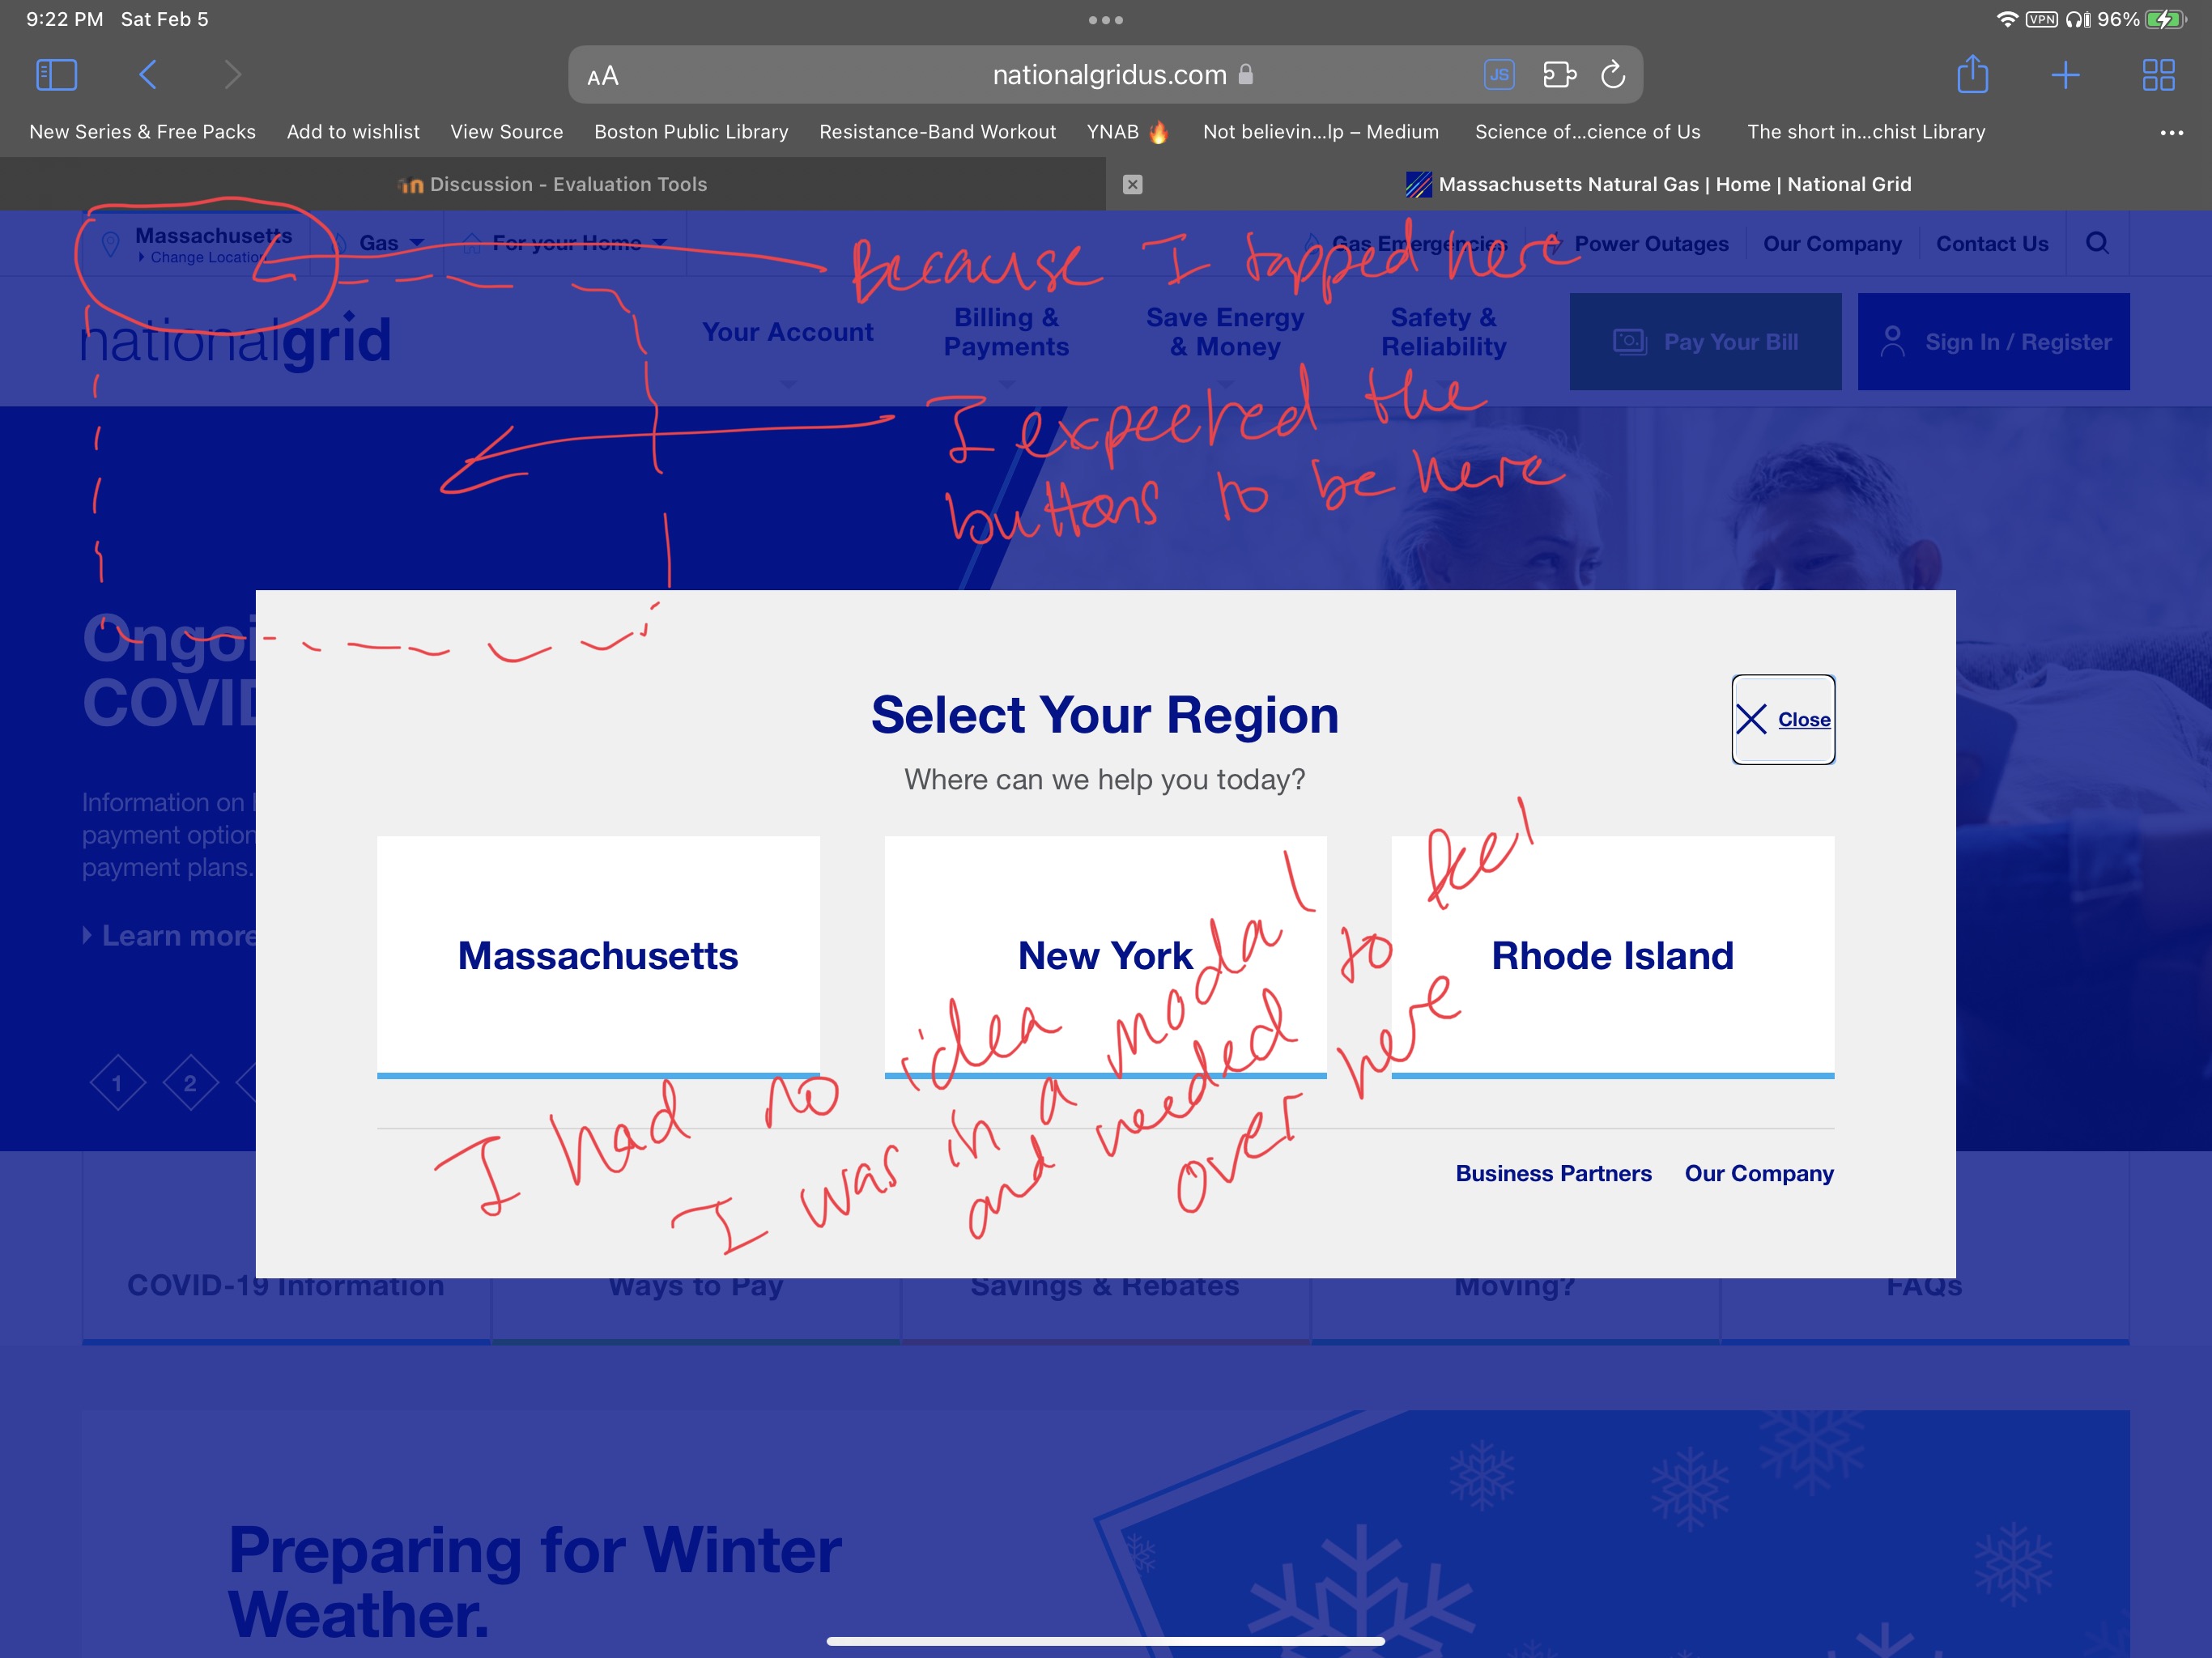 9:22 PM Sat Feb 5
VPN 96%
AA nationalgridus.com JS
New Series & Free Packs Add to wishlist View Source Boston Public Library Resistance-Band Workout YNAB 🔥 Not believin...lp – Medium Science of...cience of Us The short in...chist Library
Discussion - Evaluation Tools
Massachusetts Natural Gas | Home | National Grid
Massachusetts
Change Location
Gas For your Home Gas Emergencies Power Outages Our Company Contact Us
Because I tapped here
nationalgrid
Your Account
Billing &
Payments
Save Energy
& Money
Safety &
Reliability
Pay Your Bill Sign In / Register
I expected the
buttons to be here
Ongoi
COVID
Information on
payment option
payment plans.
Learn more
1 2
Select Your Region
Close
Where can we help you today?
Massachusetts New York Rhode Island
I had no idea
I was in a modal
and needed to
over here
Business Partners Our Company
COVID-19 Information Ways to Pay Savings & Rebates Moving? FAQs
Preparing for Winter
Weather.